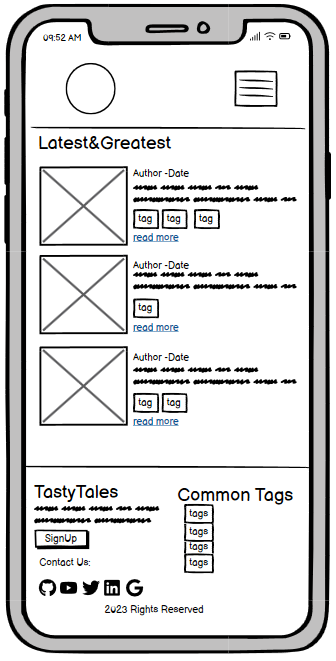 09:52 AM
Latest&Greatest
Author -Date
tag tag tag
read more
Author -Date
tag
read more
Author -Date
tag tag
read more
TastyTales
SignUp
Contact Us:
Common Tags
tags
tags
tags
tags
2023 Rights Reserved